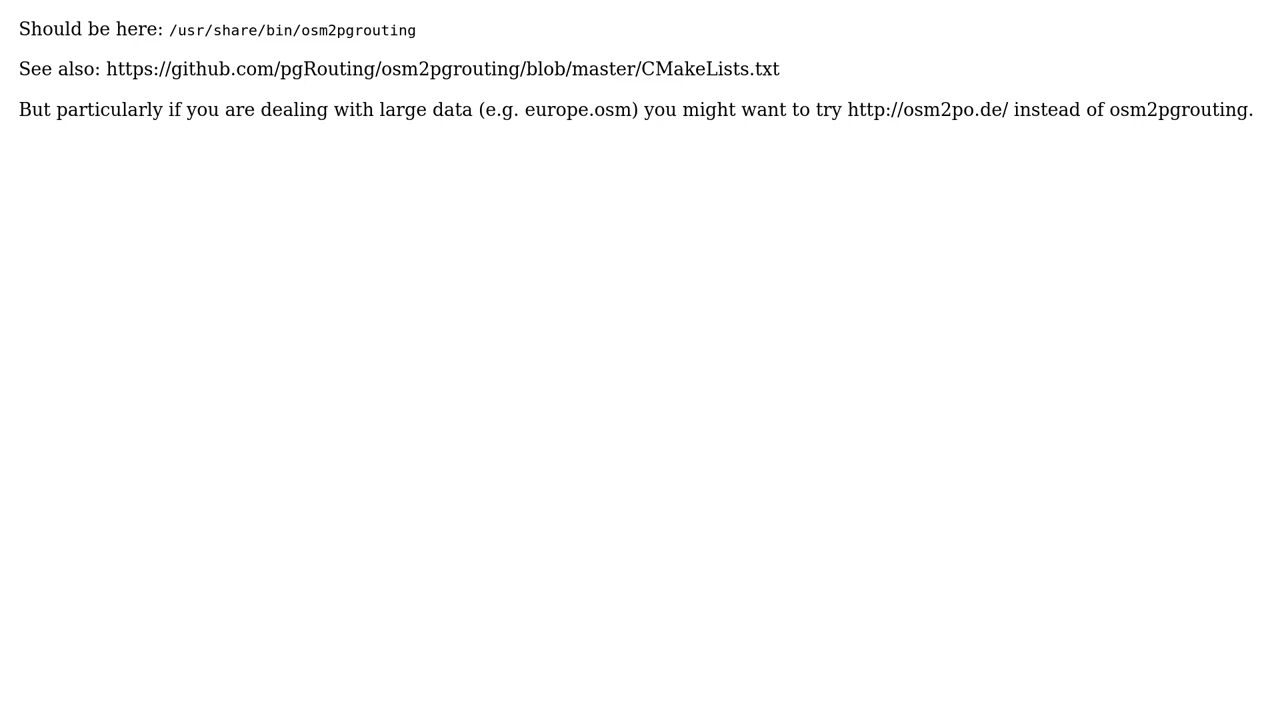 Should be here: /usr/share/bin/osm2pgrouting
See also: https://github.com/pgRouting/osm2pgrouting/blob/master/CMakeLists.txt
But particularly if you are dealing with large data (e.g. europe.osm) you might want to try http://osm2po.de/ instead of osm2pgrouting.